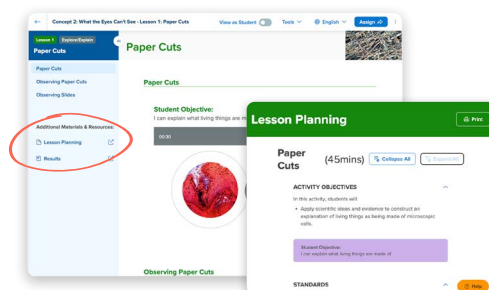 Concept 2: What the Eyes Can't See - Lesson 1: Paper Cuts
View as Student
Tools
English
Assign
Lesson 1
Explore/Explain
Paper Cuts
Paper Cuts
Observing Paper Cuts
Observing Slides
Additional Materials & Resources:
Lesson Planning
Results
Paper Cuts
Paper Cuts
Student Objective:
I can explain what living things are m
00:30
Observing Paper Cuts
Lesson Planning
Print
Paper Cuts
(45mins)
Collapse All
Expand All
ACTIVITY OBJECTIVES
In this activity, students will
• Apply scientific ideas and evidence to construct an
explanation of living things as being made of microscopic
cells.
Student Objective:
I can explain what living things are made of
STANDARDS
Help